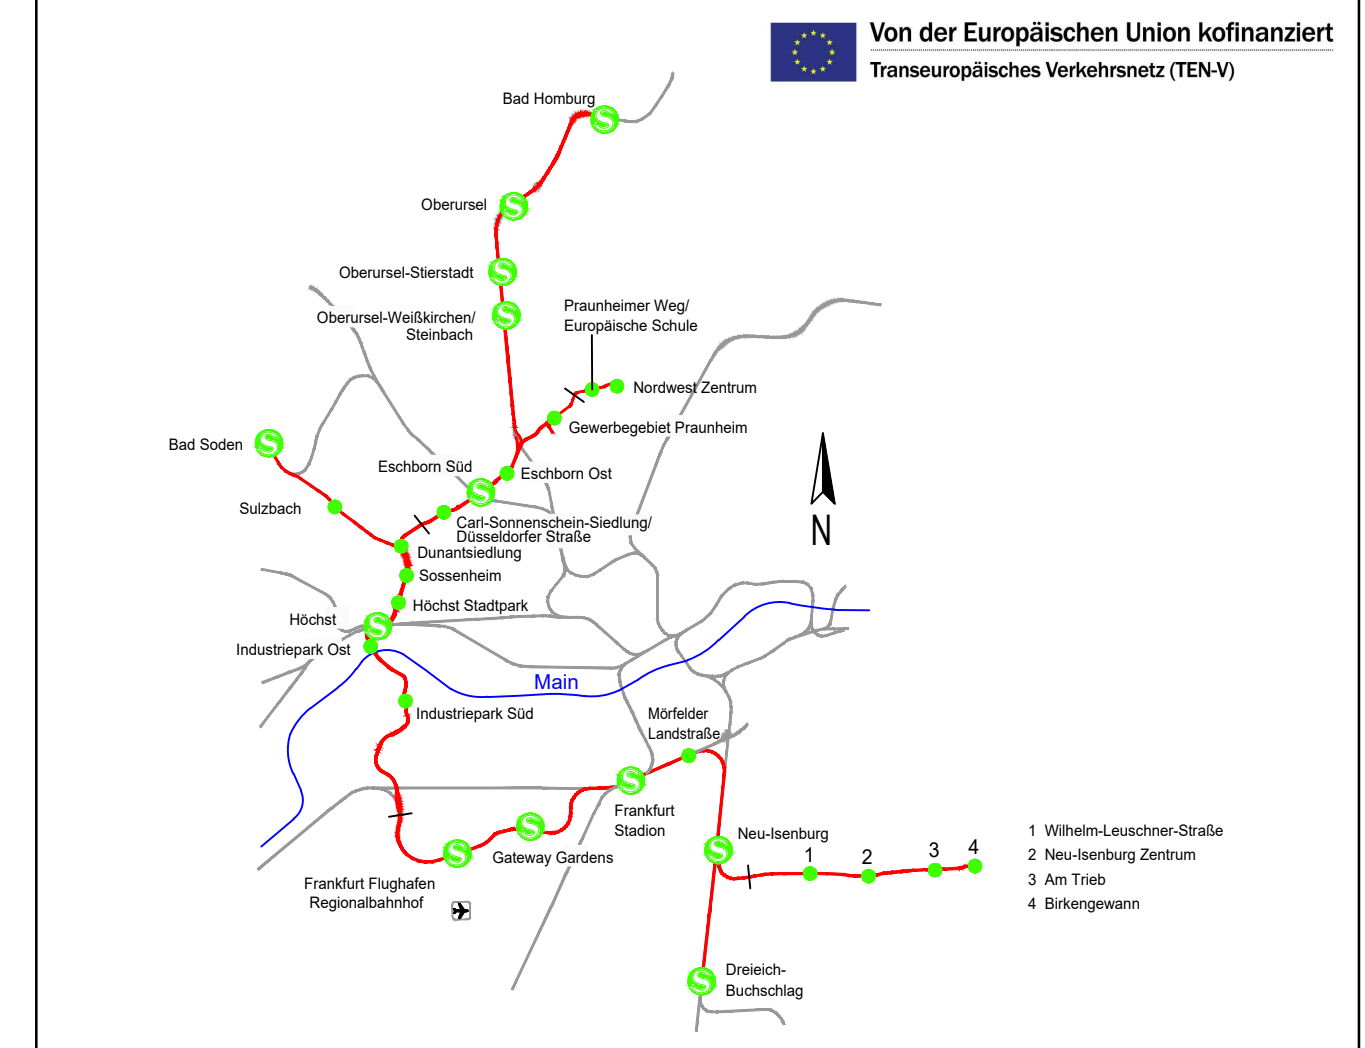 Von der Europäischen Union kofinanziert
Transeuropäisches Verkehrsnetz (TEN-V)
Bad Homburg
Oberursel
Oberursel-Stierstadt
Oberursel-Weißkirchen/
Steinbach
Praunheimer Weg/
Europäische Schule
Nordwest Zentrum
Gewerbegebiet Praunheim
Bad Soden
Eschborn Süd
Eschborn Ost
Sulzbach
Carl-Sonnenschein-Siedlung/
Düsseldorfer Straße
Dunantsiedlung
Sossenheim
Höchst Stadtpark
Höchst
Industriepark Ost
Main
Industriepark Süd
Mörfelder
Landstraße
Frankfurt
Stadion
Gateway Gardens
Frankfurt Flughafen
Regionalbahnhof
Neu-Isenburg
1 2 3 4
Dreieich-
Buchschlag
N
1 Wilhelm-Leuschner-Straße
2 Neu-Isenburg Zentrum
3 Am Trieb
4 Birkengewann
S
S
S
S
S
S
S
S
S
S
S
S